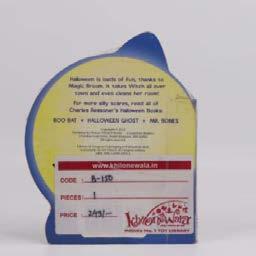 Halloween is loads of fun, thanks to
Magic Broom. It takes Witch all over
town and even cleans her room!
For more silly scares, read all of
Charles Reasoner's Halloween Books:
BOO BAT • HALLOWEEN GHOST • MR. BONES
www.khilonewala.in
CODE : B-150
PIECES: 1
PRICE : 249/-
khilonewala
INDIA'S No. 1 TOY LIBRARY